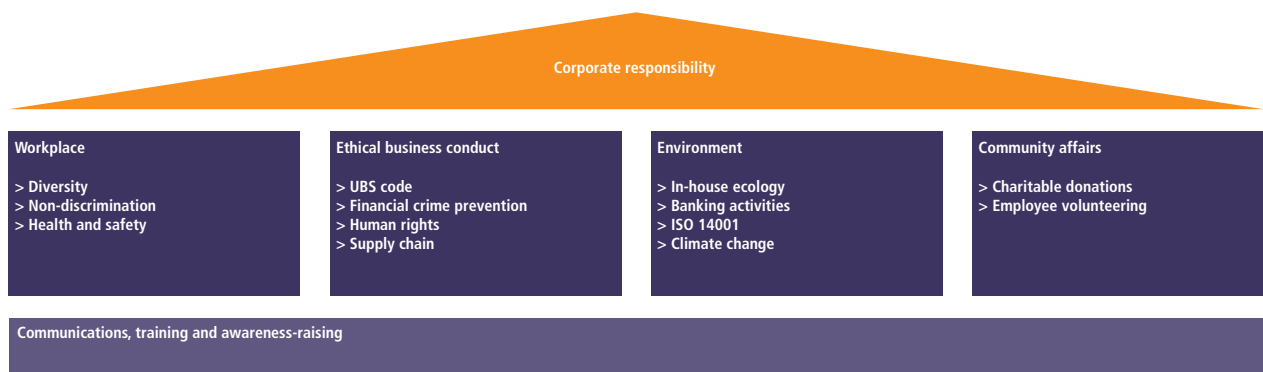 Corporate responsibility
Workplace
> Diversity
> Non-discrimination
> Health and safety
Ethical business conduct
> UBS code
> Financial crime prevention
> Human rights
> Supply chain
Environment
> In-house ecology
> Banking activities
> ISO 14001
> Climate change
Community affairs
> Charitable donations
> Employee volunteering
Communications, training and awareness-raising